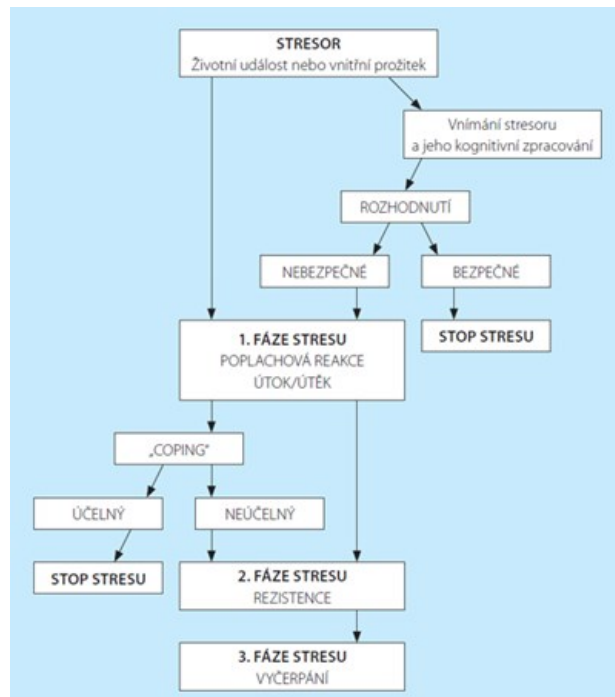 STRESOR
Životní událost nebo vnitřní prožitek
Vnímání stresoru
a jeho kognitivní zpracování
ROZHODNUTÍ
NEBEZPEČNÉ
BEZPEČNÉ
1. FÁZE STRESU
POPLACHOVÁ REAKCE
ÚTOK/ÚTĚK
STOP STRESU
„COPING“
ÚČELNÝ
NEÚČELNÝ
STOP STRESU
2. FÁZE STRESU
REZISTENCE
3. FÁZE STRESU
VYČERPÁNÍ